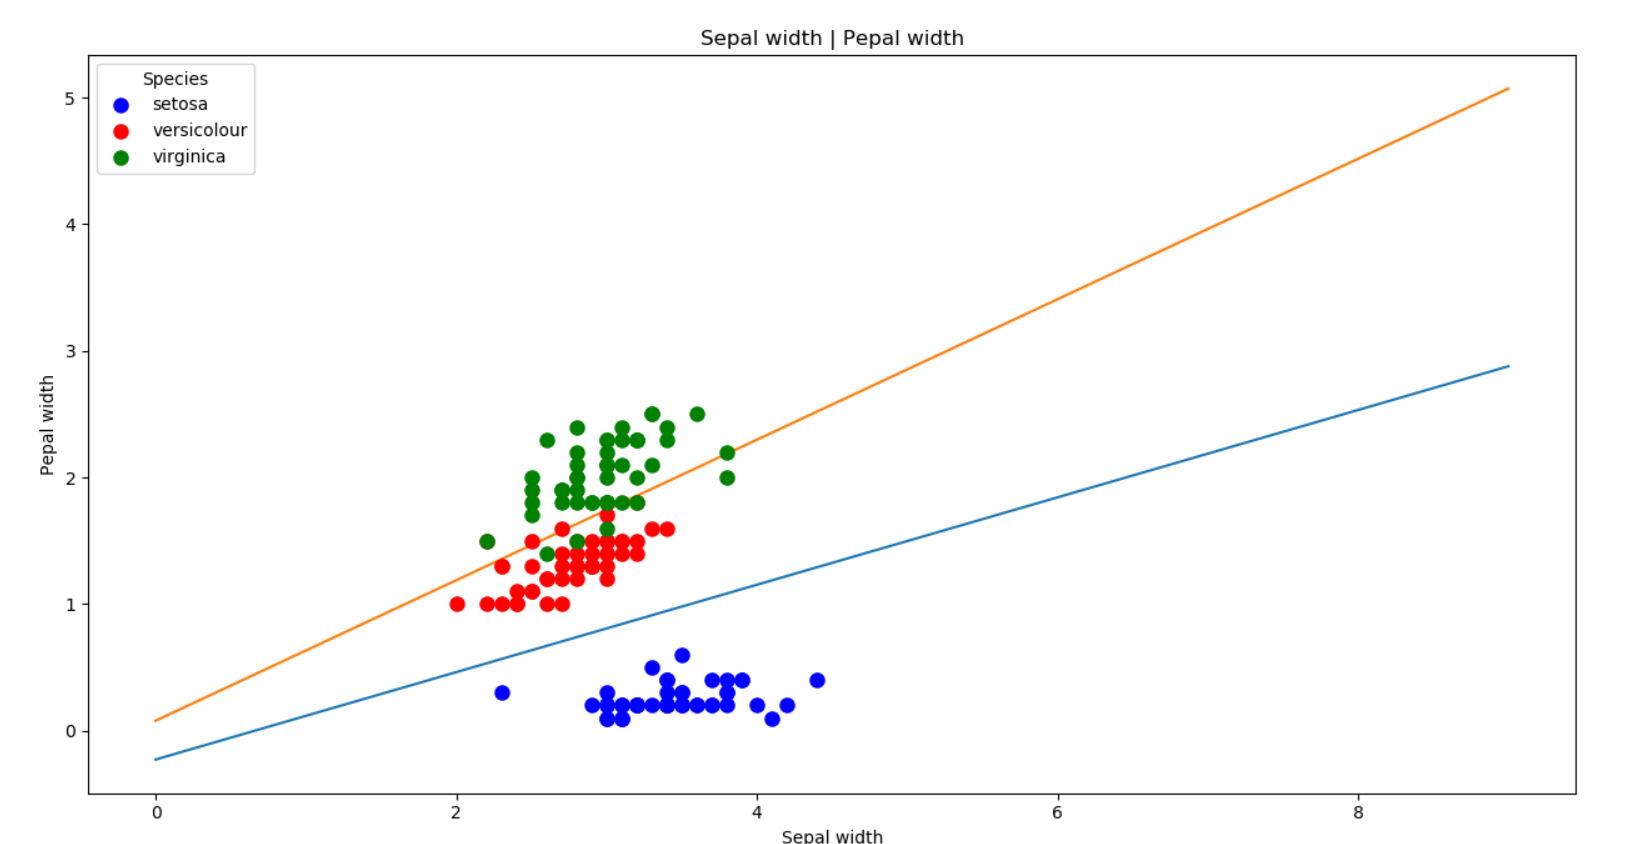 Sepal width | Pepal width
Species
setosa
versicolour
virginica
5
4
3
2
1
0
Pepal width
0 2 4 6 8
Sepal width